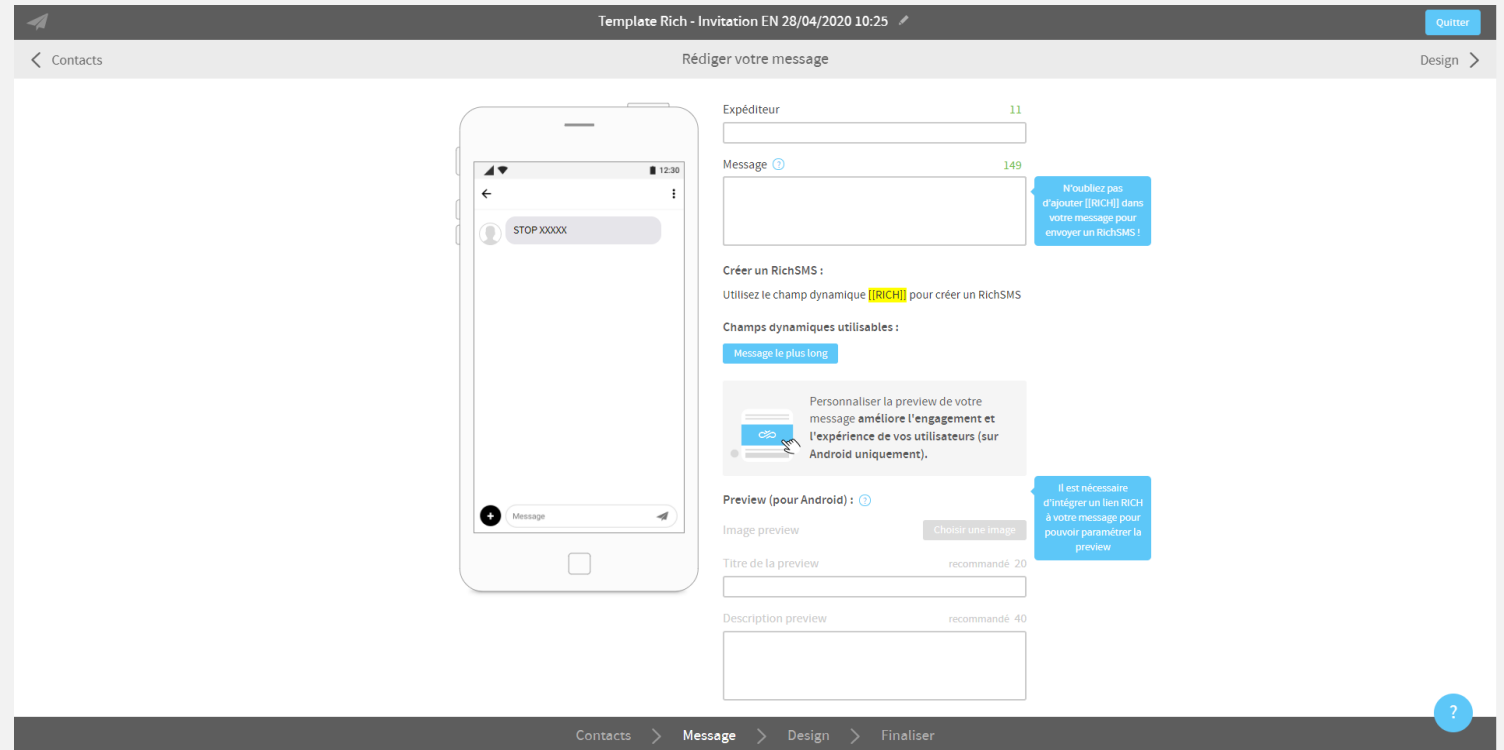 Template Rich - Invitation EN 28/04/2020 10:25
Quitter
Contacts
Rédiger votre message
Design
12:30
STOP XXXXX
Message
Expéditeur 11
Message ? 149
N'oubliez pas
d'ajouter [[RICH]] dans
votre message pour
envoyer un RichSMS !
Créer un RichSMS :
Utilisez le champ dynamique [[RICH]] pour créer un RichSMS
Champs dynamiques utilisables :
Message le plus long
Personnaliser la preview de votre
message améliore l'engagement et
l'expérience de vos utilisateurs (sur
Android uniquement).
Preview (pour Android) : ?
Il est nécessaire
d'intégrer un lien RICH
à votre message pour
pouvoir paramétrer la
preview
Image preview Choisir une image
Titre de la preview recommandé 20
Description preview recommandé 40
?
Contacts Message Design Finaliser